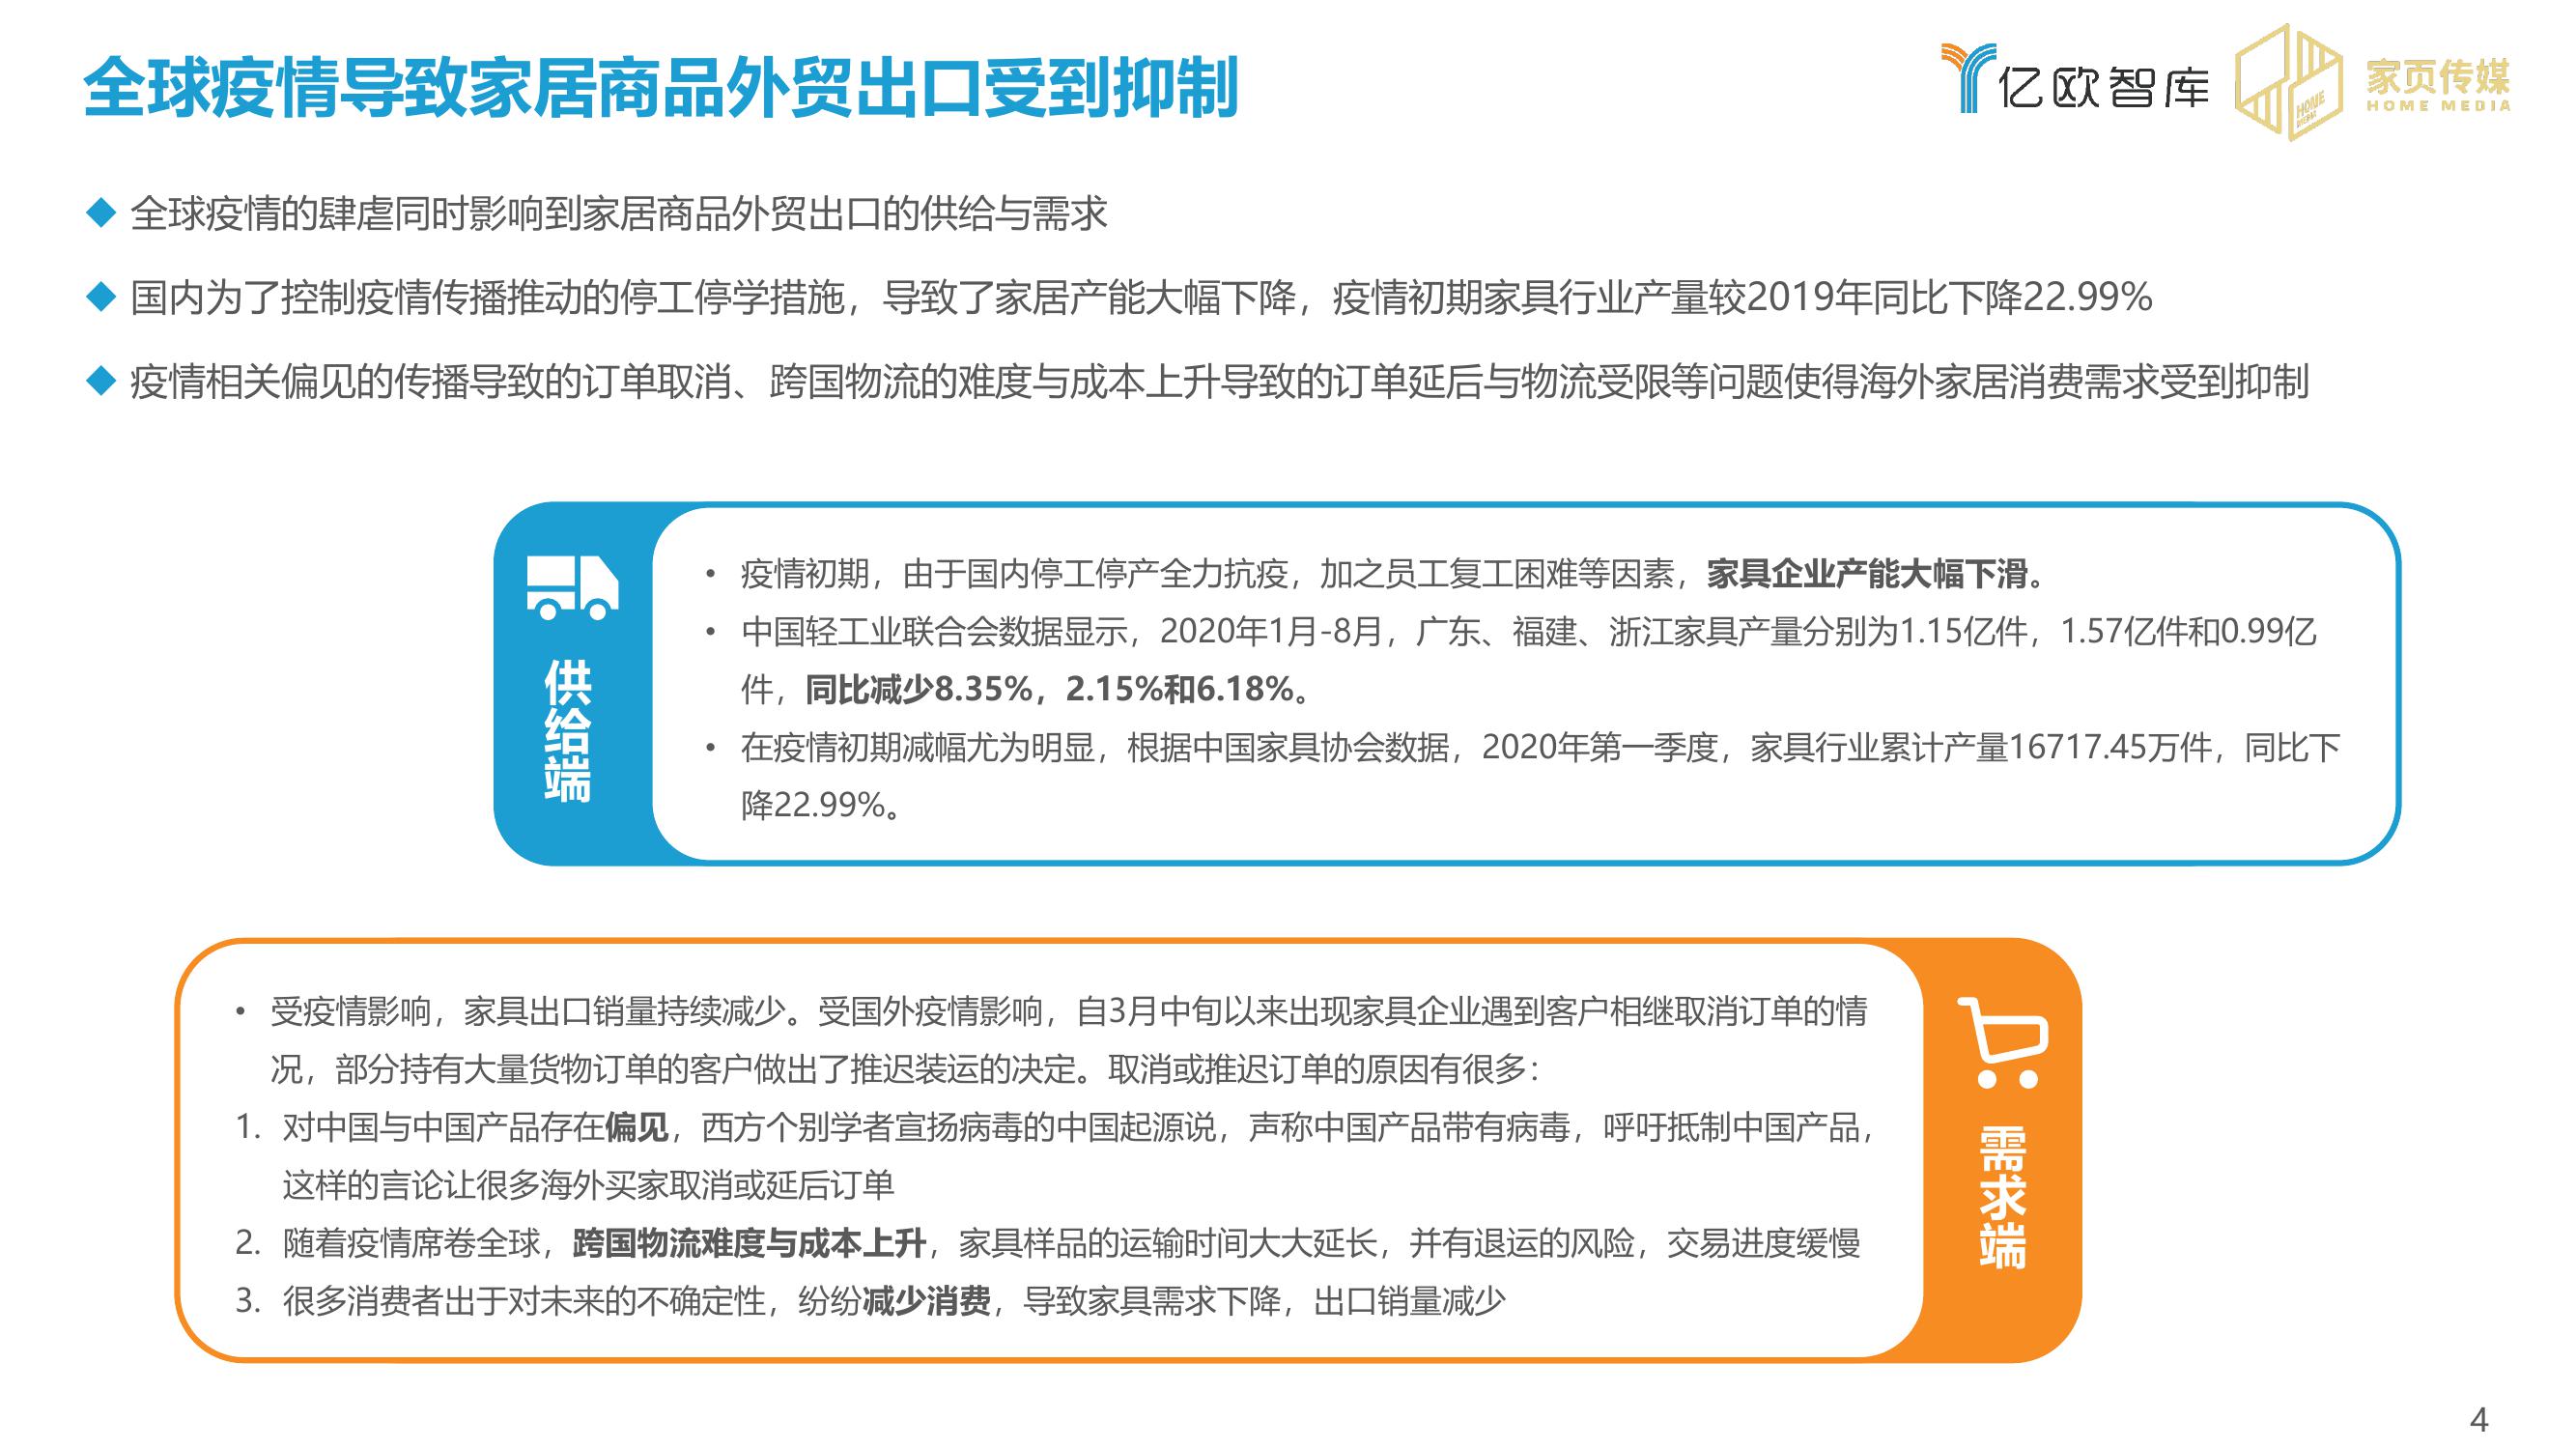 全球疫情导致家居商品外贸出口受到抑制
亿欧智库
家页传媒
HOME MEDIA
HOME
◆ 全球疫情的肆虐同时影响到家居商品外贸出口的供给与需求
◆ 国内为了控制疫情传播推动的停工停学措施，导致了家居产能大幅下降，疫情初期家具行业产量较2019年同比下降22.99%
◆ 疫情相关偏见的传播导致的订单取消、跨国物流的难度与成本上升导致的订单延后与物流受限等问题使得海外家居消费需求受到抑制
供给端
• 疫情初期，由于国内停工停产全力抗疫，加之员工复工困难等因素，家具企业产能大幅下滑。
• 中国轻工业联合会数据显示，2020年1月-8月，广东、福建、浙江家具产量分别为1.15亿件，1.57亿件和0.99亿
件，同比减少8.35%，2.15%和6.18%。
• 在疫情初期减幅尤为明显，根据中国家具协会数据，2020年第一季度，家具行业累计产量16717.45万件，同比下
降22.99%。
• 受疫情影响，家具出口销量持续减少。受国外疫情影响，自3月中旬以来出现家具企业遇到客户相继取消订单的情
况，部分持有大量货物订单的客户做出了推迟装运的决定。取消或推迟订单的原因有很多：
1. 对中国与中国产品存在偏见，西方个别学者宣扬病毒的中国起源说，声称中国产品带有病毒，呼吁抵制中国产品，
这样的言论让很多海外买家取消或延后订单
2. 随着疫情席卷全球，跨国物流难度与成本上升，家具样品的运输时间大大延长，并有退运的风险，交易进度缓慢
3. 很多消费者出于对未来的不确定性，纷纷减少消费，导致家具需求下降，出口销量减少
需求端
4